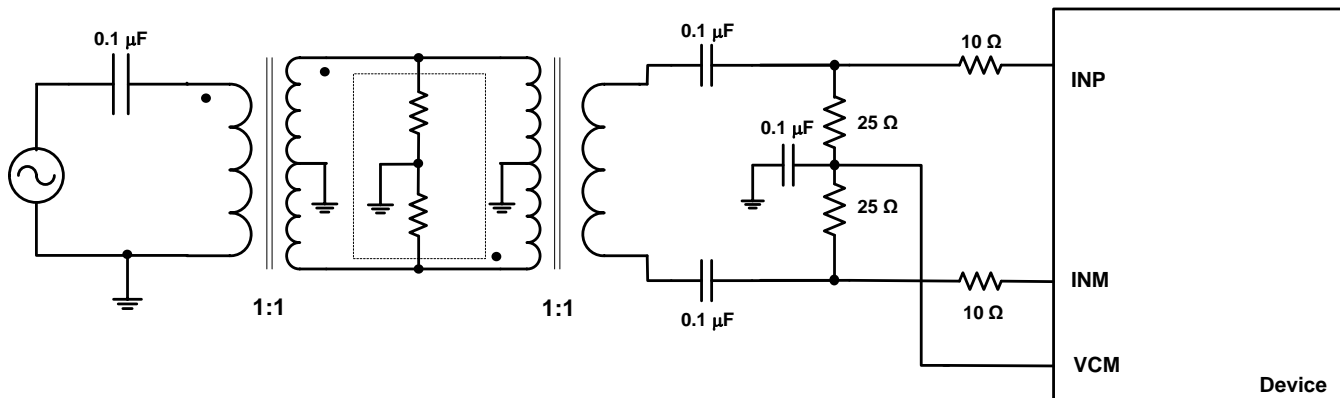 0.1 µF
0.1 µF
10 Ω
INP
25 Ω
0.1 µF
25 Ω
INM
1:1
1:1
0.1 µF
10 Ω
VCM
Device